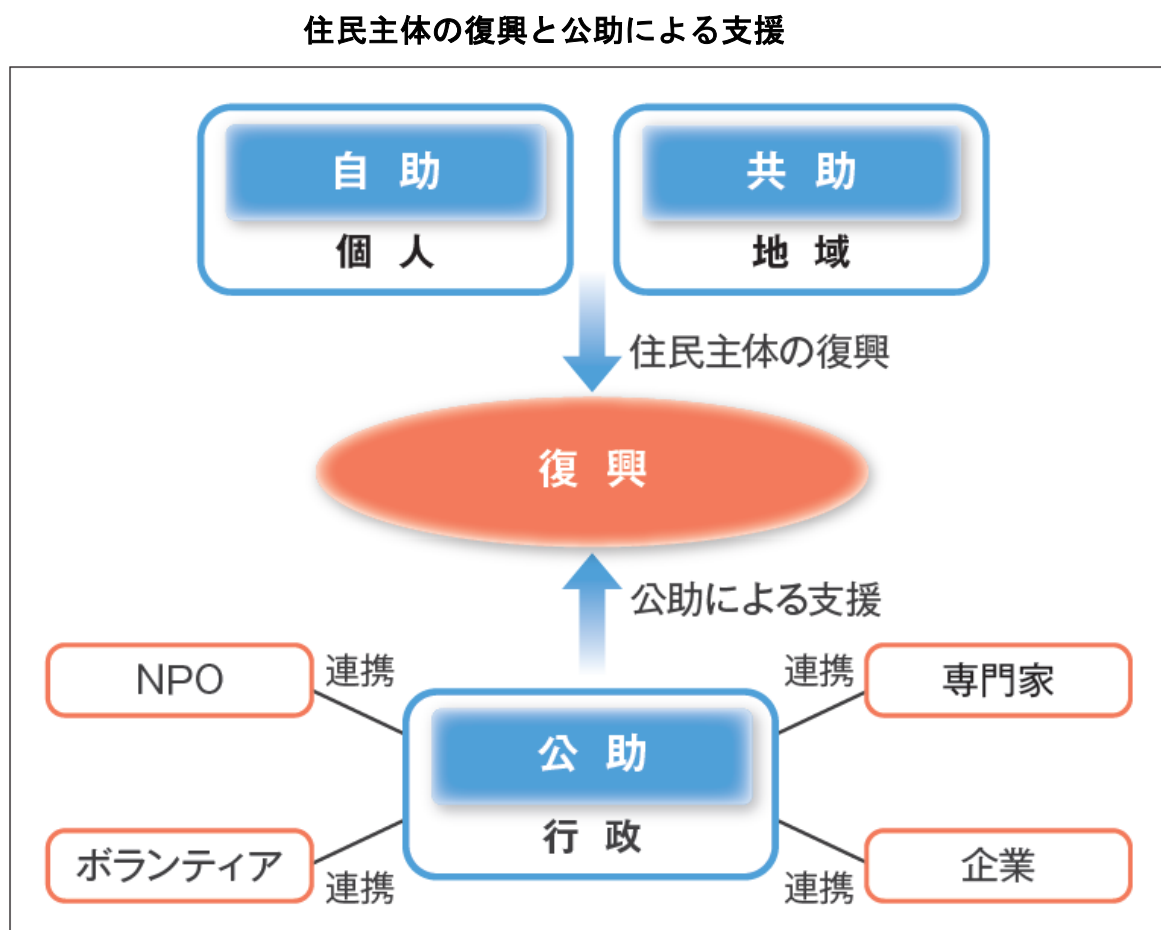 住民主体の復興と公助による支援
自助
共助
個人
地域
住民主体の復興
復興
公助による支援
NPO
連携
連携
専門家
公助
行政
ボランティア
連携
連携
企業